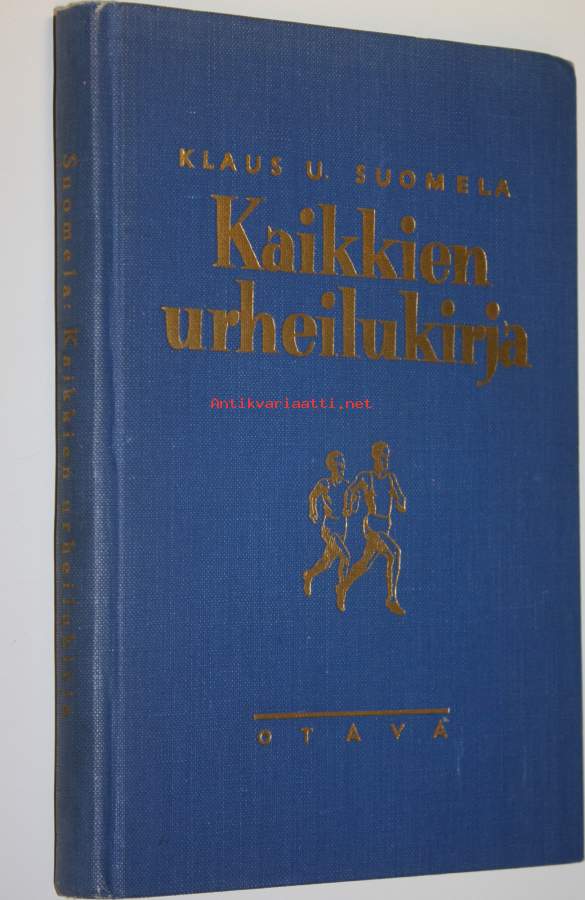 KLAUS U. SUOMELA
Kaikkien
urheilukirja
Antikvariaatti.net
OTAVA
Suomela: Kaikkien urheilukirja